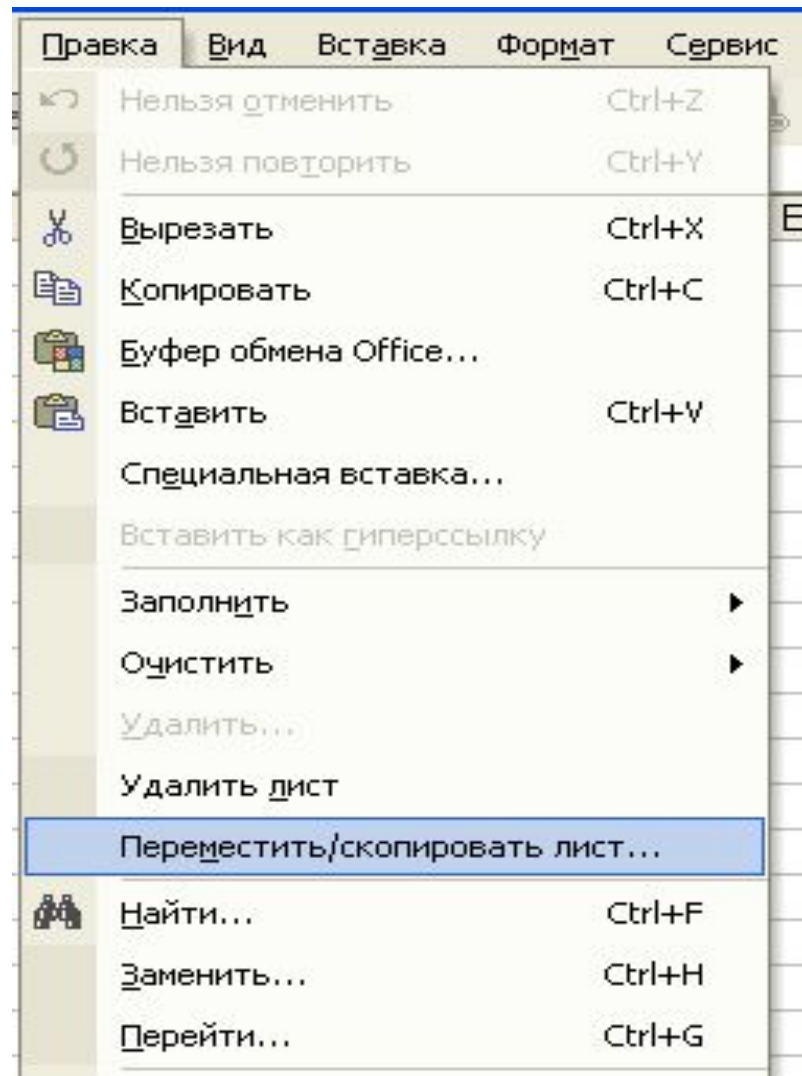 Правка Вид Вставка Формат Сервис
Нельзя отменить Ctrl+Z
Нельзя повторить Ctrl+Y
Вырезать Ctrl+X
Копировать Ctrl+C
Буфер обмена Office...
Вставить Ctrl+V
Специальная вставка...
Вставить как гиперссылку
Заполнить
Очистить
Удалить...
Удалить лист
Переместить/скопировать лист...
Найти... Ctrl+F
Заменить... Ctrl+H
Перейти... Ctrl+G